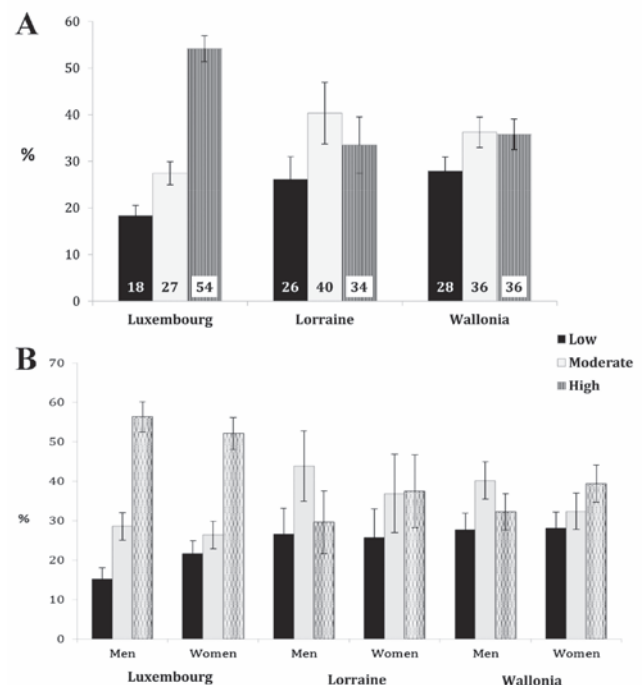 A
60
50
40
%
30
20
10
0
18 27 54 26 40 34 28 36 36
Luxembourg Lorraine Wallonia
Low
Moderate
High
B
70
60
50
40
%
30
20
10
0
Men Women Men Women Men Women
Luxembourg Lorraine Wallonia